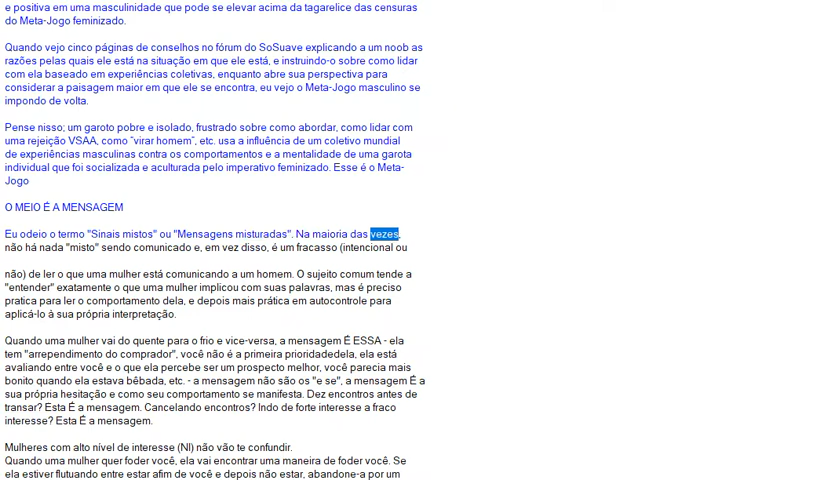 e positiva em uma masculinidade que pode se elevar acima da tagarelice das censuras
do Meta-Jogo feminizado.
Quando vejo cinco páginas de conselhos no fórum do SoSuave explicando a um noob as
razões pelas quais ele está na situação em que ele está, e instruindo-o sobre como lidar
com ela baseado em experiências coletivas, enquanto abre sua perspectiva para
considerar a paisagem maior em que ele se encontra, eu vejo o Meta-Jogo masculino se
impondo de volta.
Pense nisso; um garoto pobre e isolado, frustrado sobre como abordar, como lidar com
uma rejeição VSAA, como ˜virar homem˜, etc. usa a influência de um coletivo mundial
de experiências masculinas contra os comportamentos e a mentalidade de uma garota
individual que foi socializada e aculturada pelo imperativo feminizado. Esse é o Meta-
Jogo
O MEIO É A MENSAGEM
Eu odeio o termo "Sinais mistos" ou "Mensagens misturadas". Na maioria das vezes,
não há nada "misto" sendo comunicado e, em vez disso, é um fracasso (intencional ou
não) de ler o que uma mulher está comunicando a um homem. O sujeito comum tende a
"entender" exatamente o que uma mulher implicou com suas palavras, mas é preciso
pratica para ler o comportamento dela, e depois mais prática em autocontrole para
aplicá-lo à sua própria interpretação.
Quando uma mulher vai do quente para o frio e vice-versa, a mensagem É ESSA - ela
tem "arrependimento do comprador", você não é a primeira prioridadedela, ela está
avaliando entre você e o que ela percebe ser um prospecto melhor, você parecia mais
bonito quando ela estava bêbada, etc. - a mensagem não são os "e se", a mensagem É a
sua própria hesitação e como seu comportamento se manifesta. Dez encontros antes de
transar? Esta É a mensagem. Cancelando encontros? Indo de forte interesse a fraco
interesse? Esta É a mensagem.
Mulheres com alto nível de interesse (NI) não vão te confundir.
Quando uma mulher quer foder você, ela vai encontrar uma maneira de foder você. Se
ela estiver flutuando entre estar afim de você e depois não estar, abandone-a por um